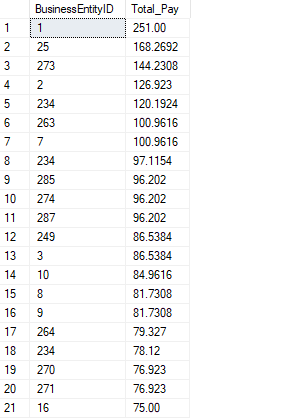 BusinessEntityID Total_Pay
1 1 251.00
2 25 168.2692
3 273 144.2308
4 2 126.923
5 234 120.1924
6 263 100.9616
7 7 100.9616
8 234 97.1154
9 285 96.202
10 274 96.202
11 287 96.202
12 249 86.5384
13 3 86.5384
14 10 84.9616
15 8 81.7308
16 9 81.7308
17 264 79.327
18 234 78.12
19 270 76.923
20 271 76.923
21 16 75.00